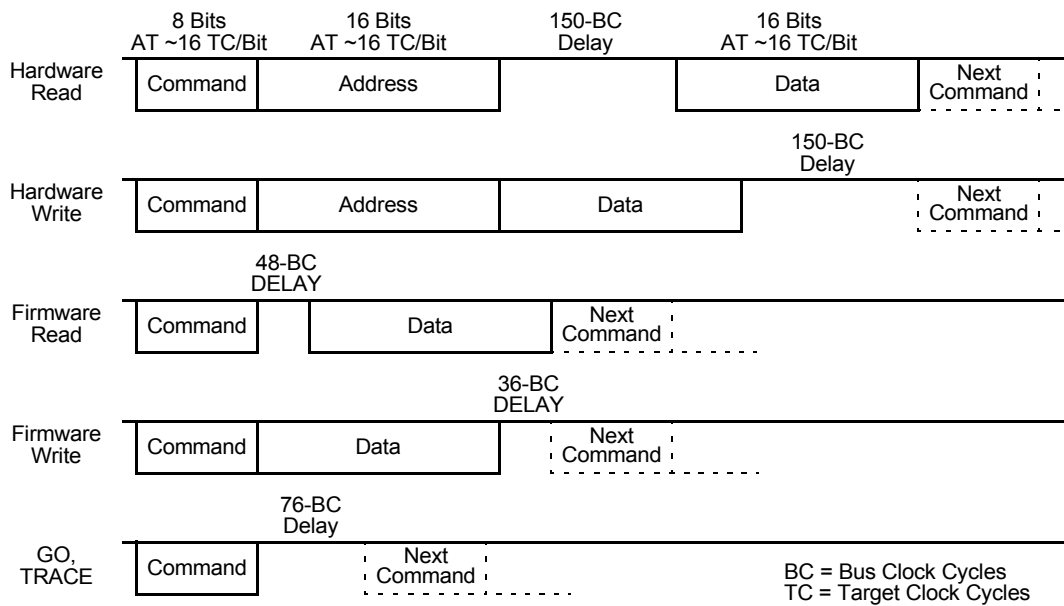 8 Bits
AT ~16 TC/Bit
16 Bits
AT ~16 TC/Bit
150-BC
Delay
16 Bits
AT ~16 TC/Bit
Hardware
Read
Command
Address
Data
Next
Command
150-BC
Delay
Hardware
Write
Command
Address
Data
Next
Command
48-BC
DELAY
Firmware
Read
Command
Data
Next
Command
36-BC
DELAY
Firmware
Write
Command
Data
Next
Command
76-BC
Delay
GO,
TRACE
Command
Next
Command
BC = Bus Clock Cycles
TC = Target Clock Cycles